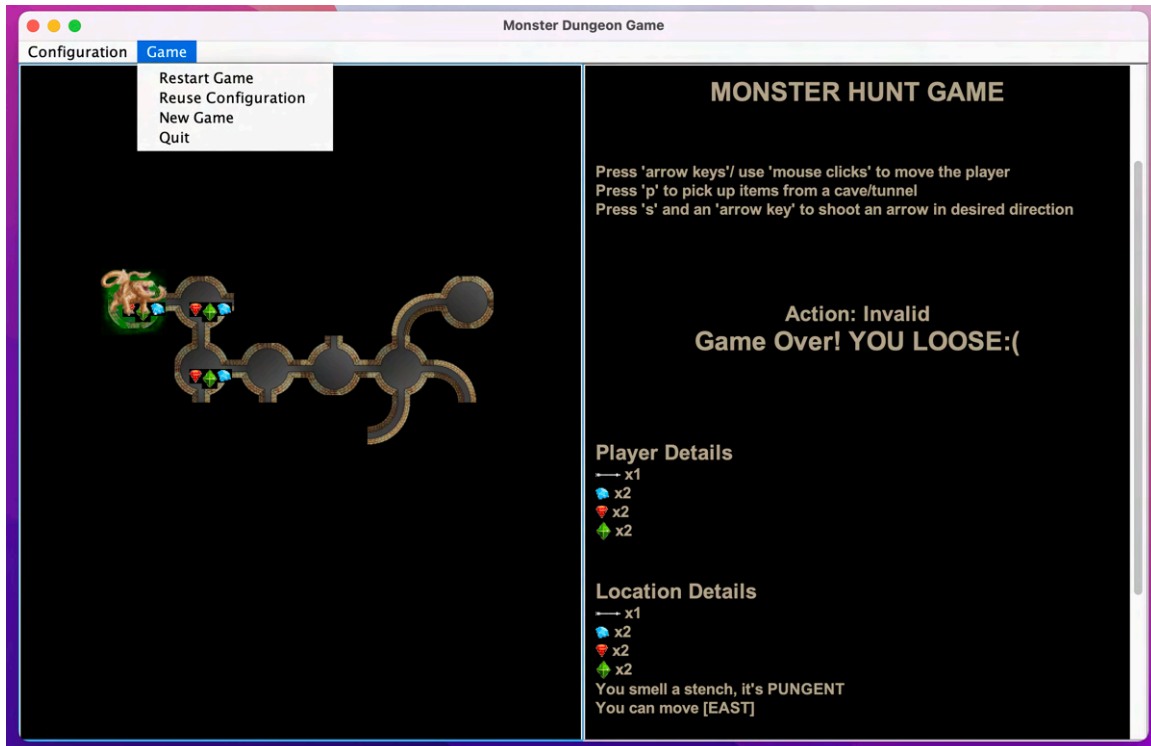 Monster Dungeon Game
Configuration Game
Restart Game
Reuse Configuration
New Game
Quit
MONSTER HUNT GAME
Press 'arrow keys'/ use 'mouse clicks' to move the player
Press 'p' to pick up items from a cave/tunnel
Press 's' and an 'arrow key' to shoot an arrow in desired direction
Action: Invalid
Game Over! YOU LOOSE:(
Player Details
x1
x2
x2
x2
Location Details
x1
x2
x2
x2
You smell a stench, it's PUNGENT
You can move [EAST]